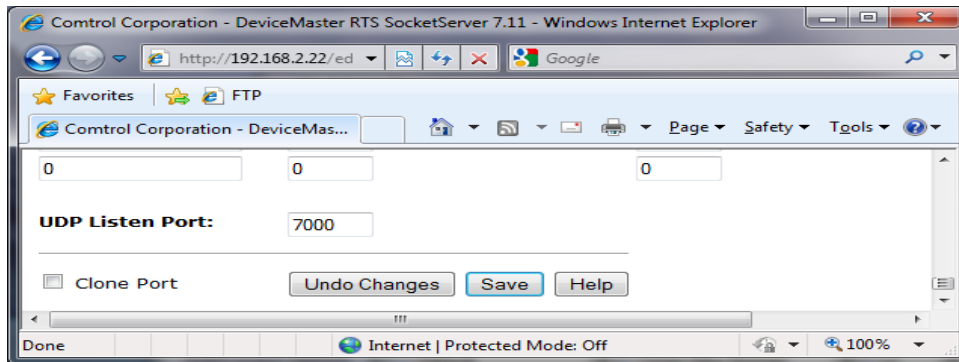 Comtrol Corporation - DeviceMaster RTS SocketServer 7.11 - Windows Internet Explorer
http://192.168.2.22/ed Google
Favorites FTP
Comtrol Corporation - DeviceMas... Page Safety Tools
0 0 0
UDP Listen Port: 7000
Clone Port Undo Changes Save Help
Done Internet | Protected Mode: Off 100%